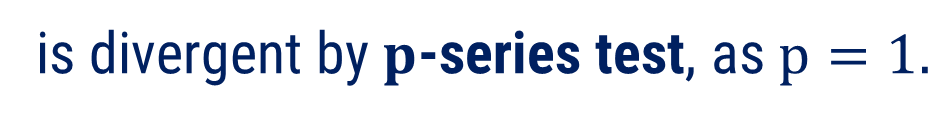 is divergent by p-series test, as p = 1.